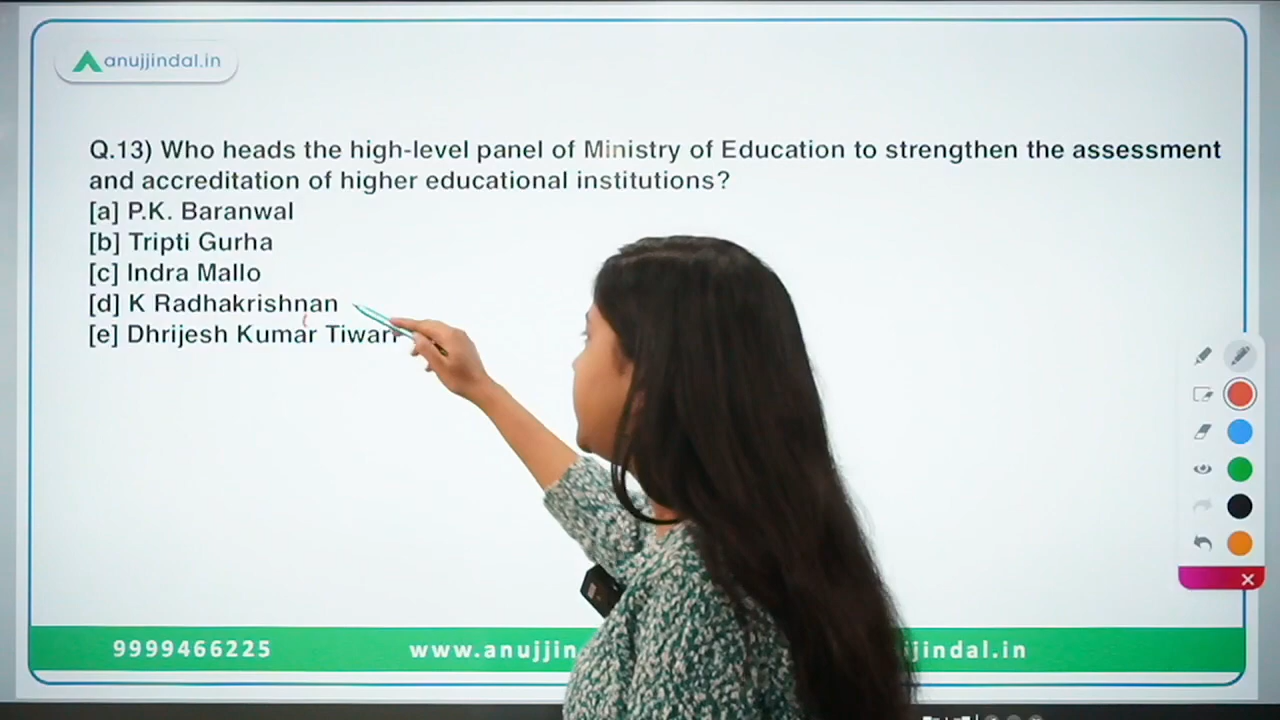 anujjindal.in
Q.13) Who heads the high-level panel of Ministry of Education to strengthen the assessment
and accreditation of higher educational institutions?
[a] P.K. Baranwal
[b] Tripti Gurha
[c] Indra Mallo
[d] K Radhakrishnan
[e] Dhrijesh Kumar Tiwari
9999466225
www.anujjin
jindal.in